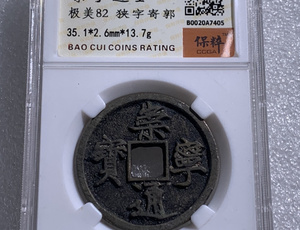 极美82 狭字寄郭
35.1*2.6mm*13.7g
BAO CUI COINS RATING
B0020A7405
保粹
崇寧通寳